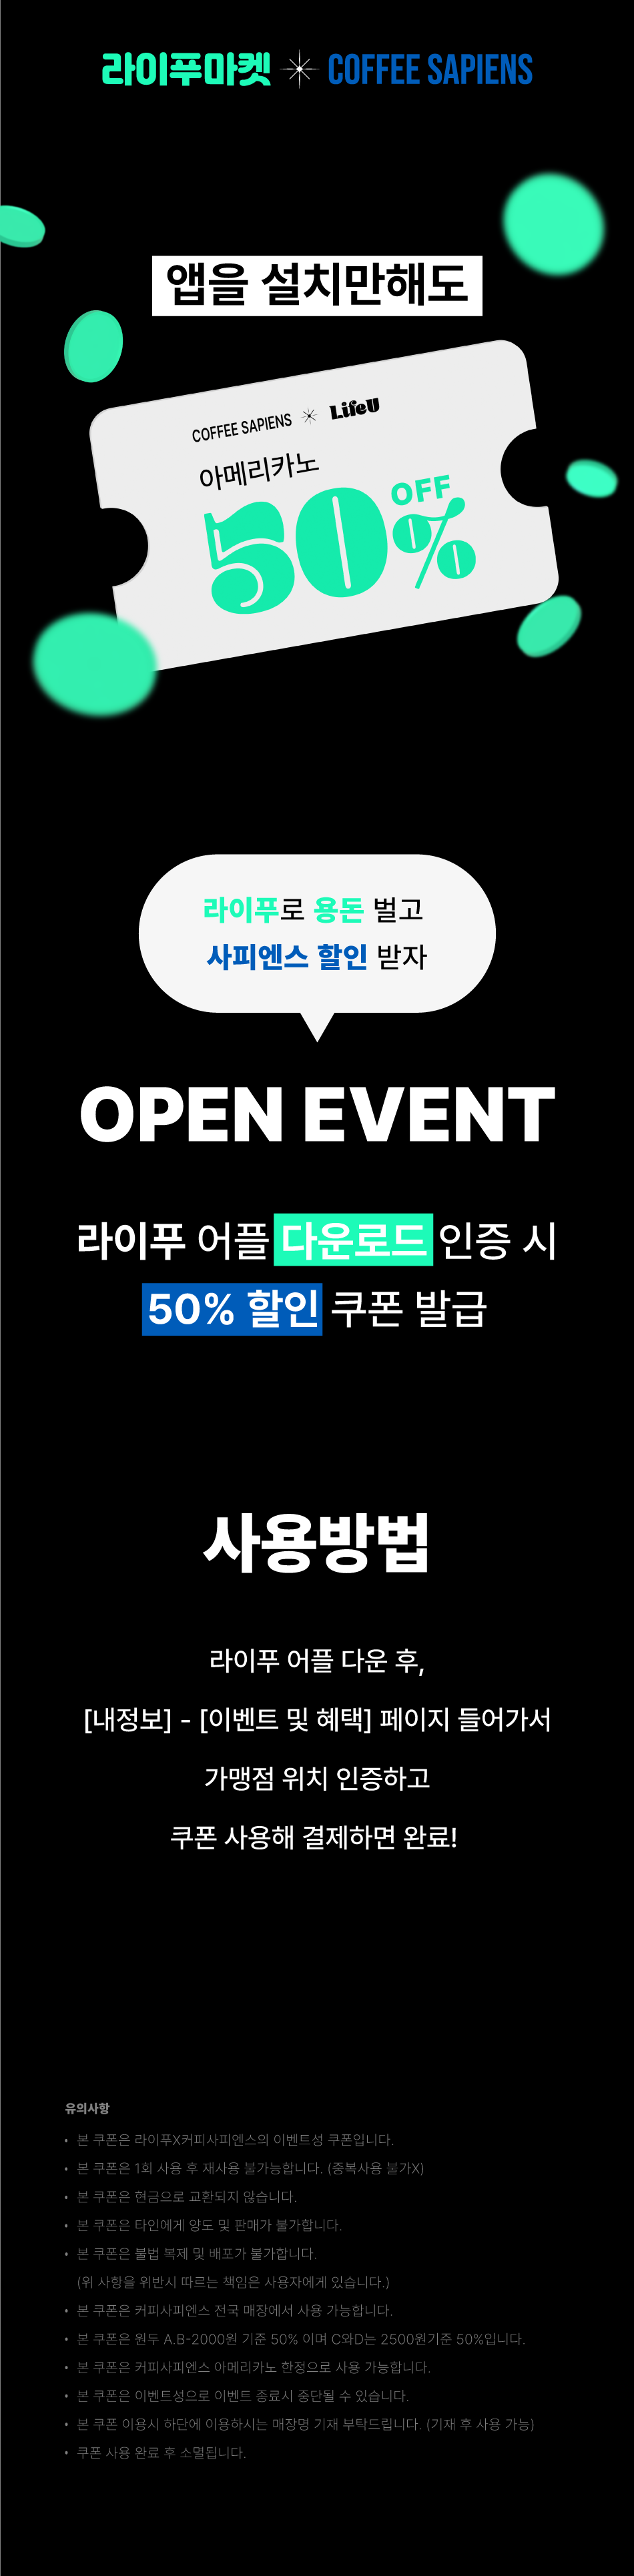 라이푸마켓 COFFEE SAPIENS
앱을 설치만해도
COFFEE SAPIENS LifeU
아메리카노
50% OFF
라이푸로 용돈 벌고
사피엔스 할인 받자
OPEN EVENT
라이푸 어플 다운로드 인증 시
50% 할인 쿠폰 발급
사용방법
라이푸 어플 다운 후,
[내정보] - [이벤트 및 혜택] 페이지 들어가서
가맹점 위치 인증하고
쿠폰 사용해 결제하면 완료!
유의사항
• 본 쿠폰은 라이푸X커피사피엔스의 이벤트성 쿠폰입니다.
• 본 쿠폰은 1회 사용 후 재사용 불가능합니다. (중복사용 불가X)
• 본 쿠폰은 현금으로 교환되지 않습니다.
• 본 쿠폰은 타인에게 양도 및 판매가 불가합니다.
• 본 쿠폰은 불법 복제 및 배포가 불가합니다.
(위 사항을 위반시 따르는 책임은 사용자에게 있습니다.)
• 본 쿠폰은 커피사피엔스 전국 매장에서 사용 가능합니다.
• 본 쿠폰은 원두 A.B-2000원 기준 50% 이며 C와D는 2500원기준 50%입니다.
• 본 쿠폰은 커피사피엔스 아메리카노 한정으로 사용 가능합니다.
• 본 쿠폰은 이벤트성으로 이벤트 종료시 중단될 수 있습니다.
• 본 쿠폰 이용시 하단에 이용하시는 매장명 기재 부탁드립니다. (기재 후 사용 가능)
• 쿠폰 사용 완료 후 소멸됩니다.